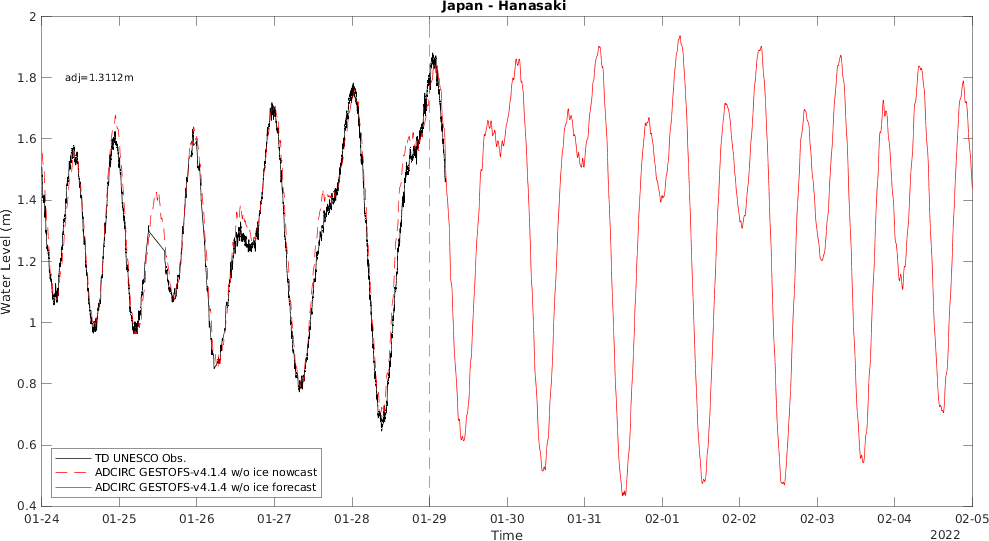 Japan - Hanasaki
2
1.8
1.6
1.4
1.2
1
0.8
0.6
0.4
Water Level (m)
adj=1.3112m
TD UNESCO Obs.
ADCIRC GESTOFS-v4.1.4 w/o ice nowcast
ADCIRC GESTOFS-v4.1.4 w/o ice forecast
01-24 01-25 01-26 01-27 01-28 01-29 01-30 01-31 02-01 02-02 02-03 02-04 02-05
Time
2022